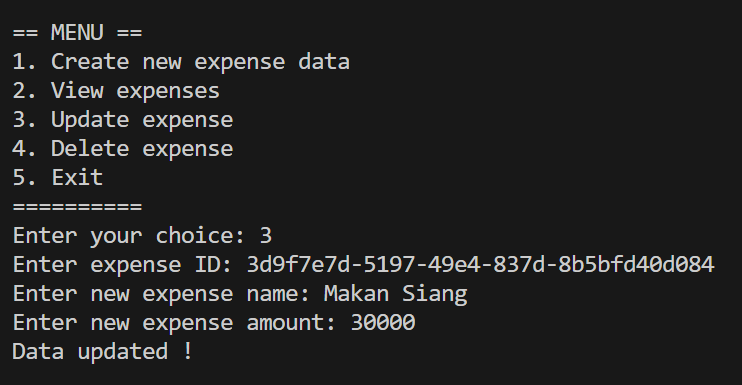 == MENU ==
1. Create new expense data
2. View expenses
3. Update expense
4. Delete expense
5. Exit
==========
Enter your choice: 3
Enter expense ID: 3d9f7e7d-5197-49e4-837d-8b5bfd40d084
Enter new expense name: Makan Siang
Enter new expense amount: 30000
Data updated !